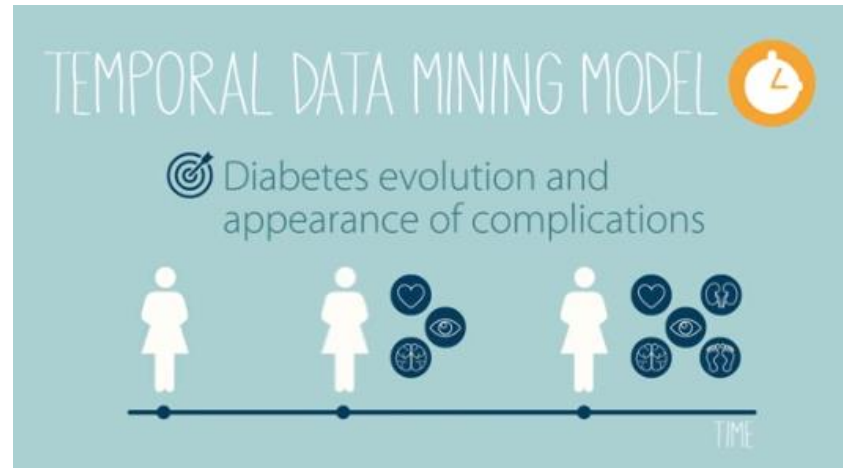 TEMPORAL DATA MINING MODEL
Diabetes evolution and
appearance of complications
TIME